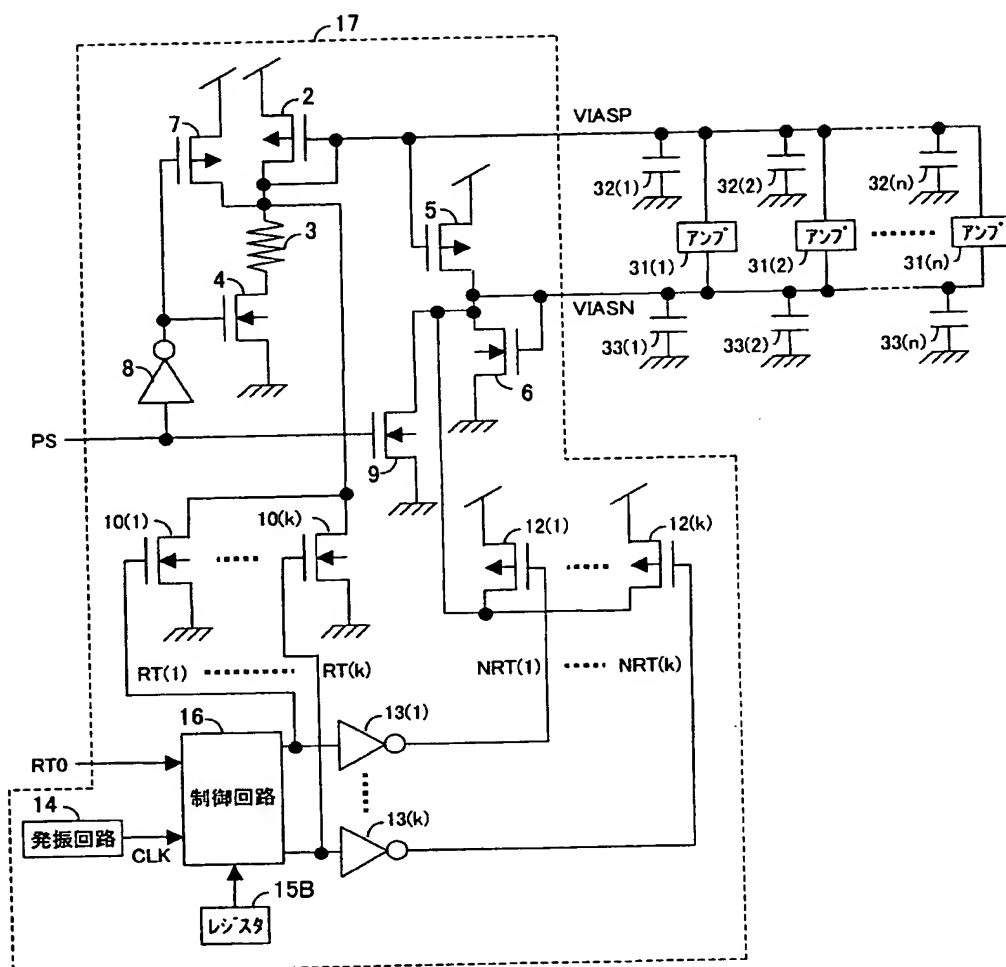 17
2
7
VIASP
32(1)
32(2)
32(n)
3
5
アンプ
アンプ
アンプ
31(1)
31(2)
31(n)
4
VIASN
33(1)
33(2)
33(n)
8
6
PS
9
10(1)
10(k)
12(1)
12(k)
RT(1)
RT(k)
NRT(1)
NRT(k)
16
13(1)
RT0
制御回路
14
発振回路
CLK
13(k)
15B
レジスタ